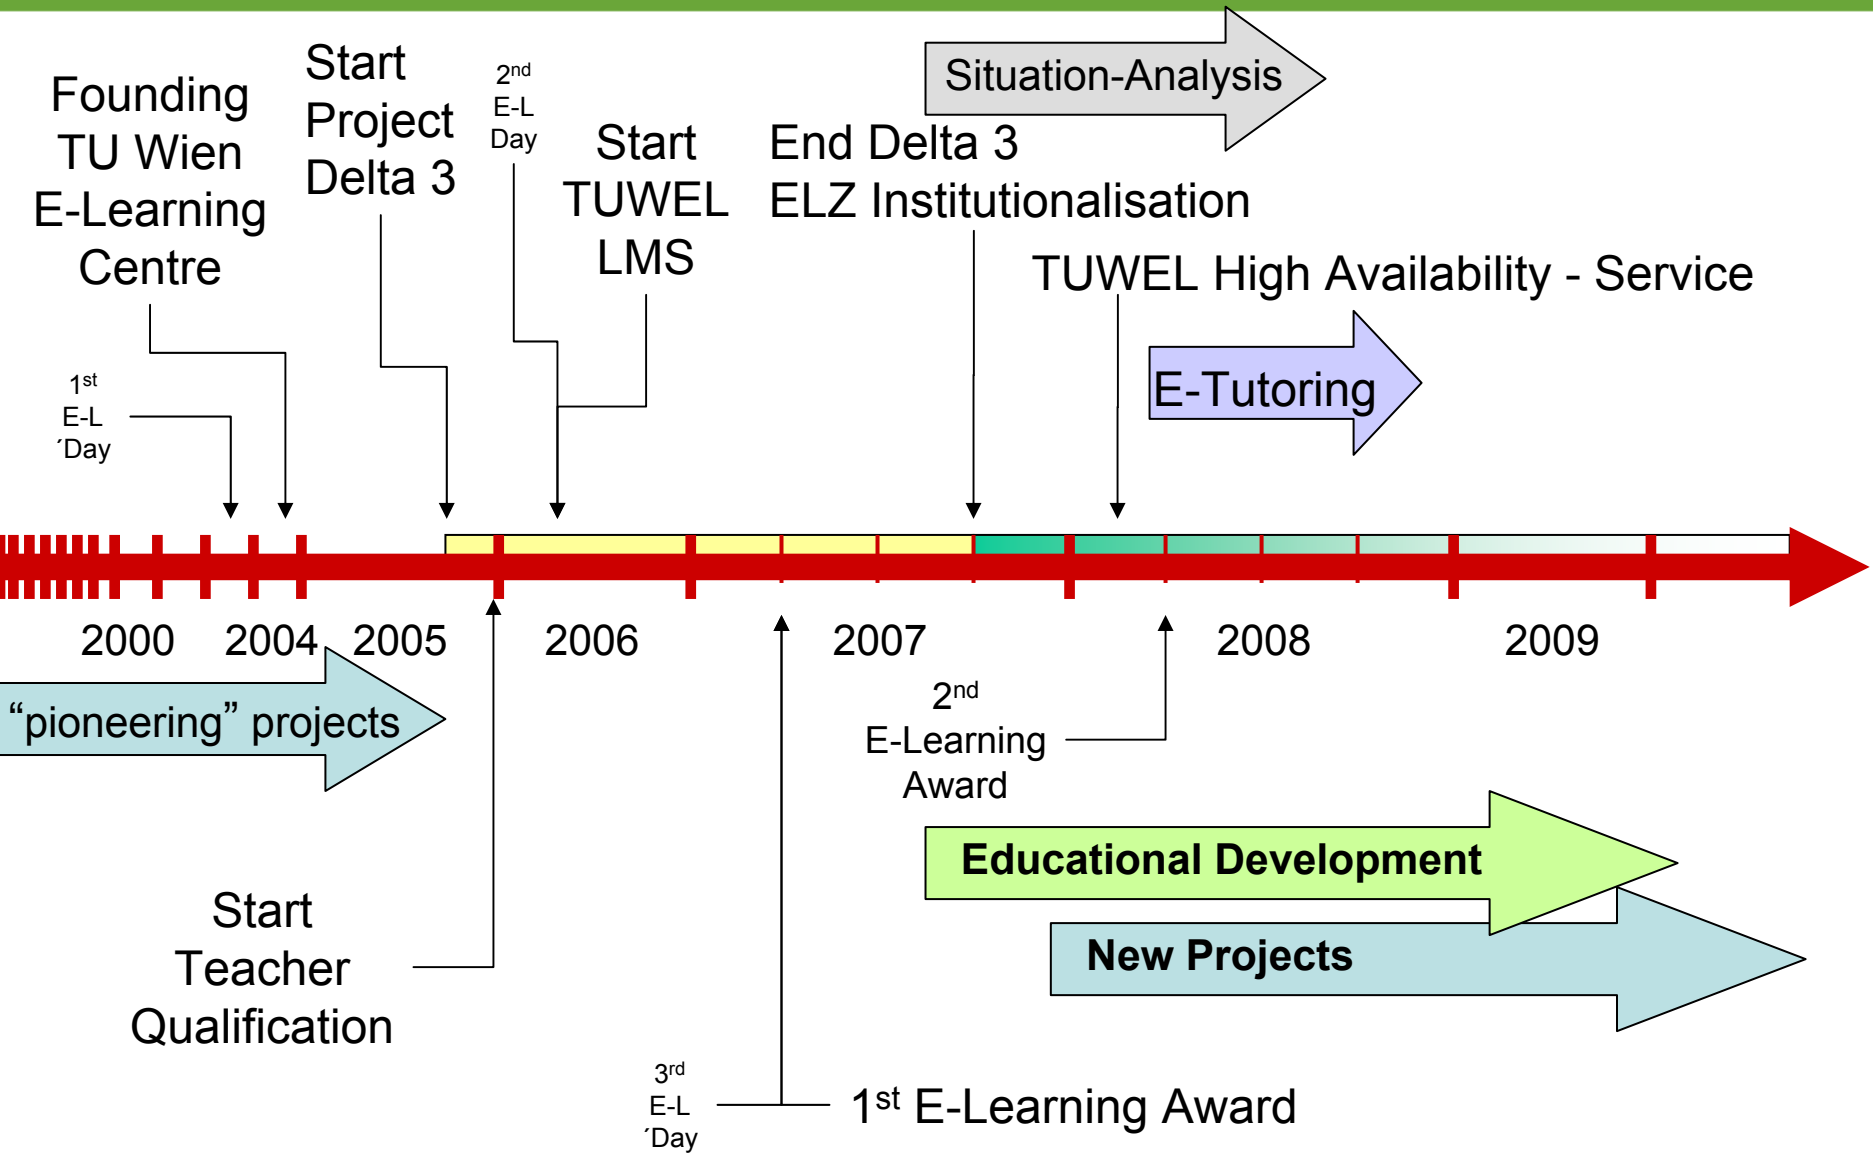 Founding
TU Wien
E-Learning
Centre
Start
Project
Delta 3
2nd
E-L
Day
Start
TUWEL
LMS
Situation-Analysis
End Delta 3
ELZ Institutionalisation
TUWEL High Availability - Service
E-Tutoring
1st
E-L
´Day
2000
2004
2005
2006
2007
2008
2009
“pioneering” projects
2nd
E-Learning
Award
Educational Development
New Projects
Start
Teacher
Qualification
3rd
E-L
´Day
1st E-Learning Award